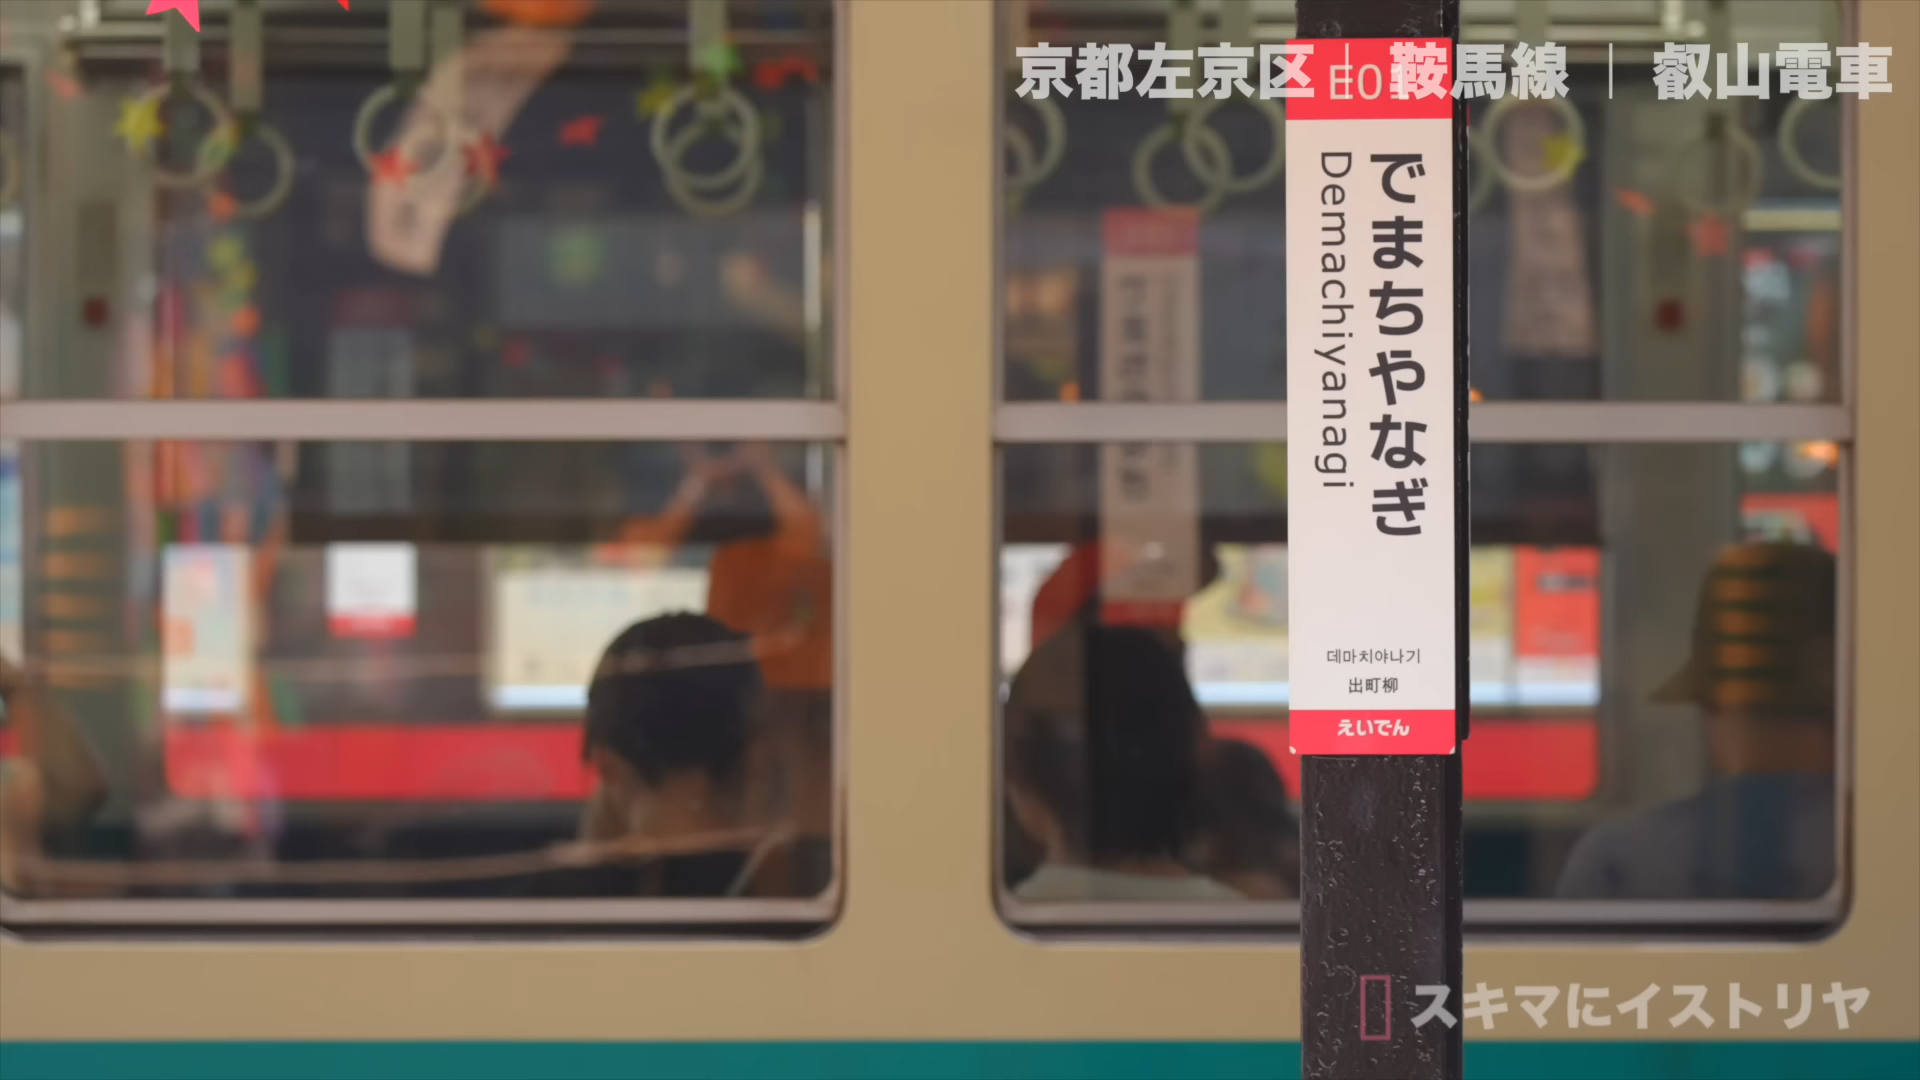 京都左京区｜鞍馬線｜叡山電車
E01
でまちやなぎ
Demachiyanagi
데마치야나기
出町柳
えいでん
スキマにイストリヤ